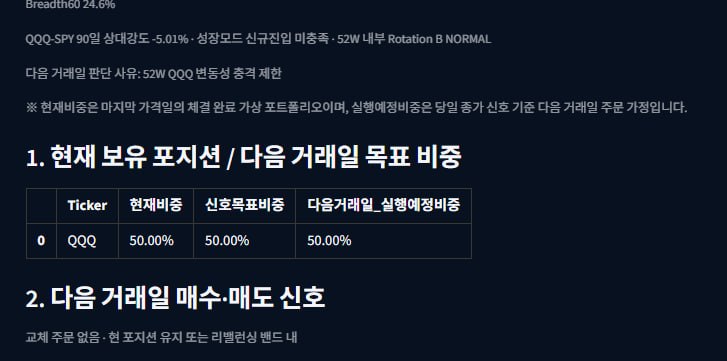 Breadth60 24.6%
QQQ-SPY 90일 상대강도 -5.01% · 성장모드 신규진입 미충족 · 52W 내부 Rotation B NORMAL
다음 거래일 판단 사유: 52W QQQ 변동성 충격 제한
※ 현재비중은 마지막 가격일의 체결 완료 가상 포트폴리오이며, 실행예정비중은 당일 종가 신호 기준 다음 거래일 주문 가정입니다.
1. 현재 보유 포지션 / 다음 거래일 목표 비중
Ticker 현재비중 신호목표비중 다음거래일_실행예정비중
0 QQQ 50.00% 50.00% 50.00%
2. 다음 거래일 매수·매도 신호
교체 주문 없음 · 현 포지션 유지 또는 리밸런싱 밴드 내